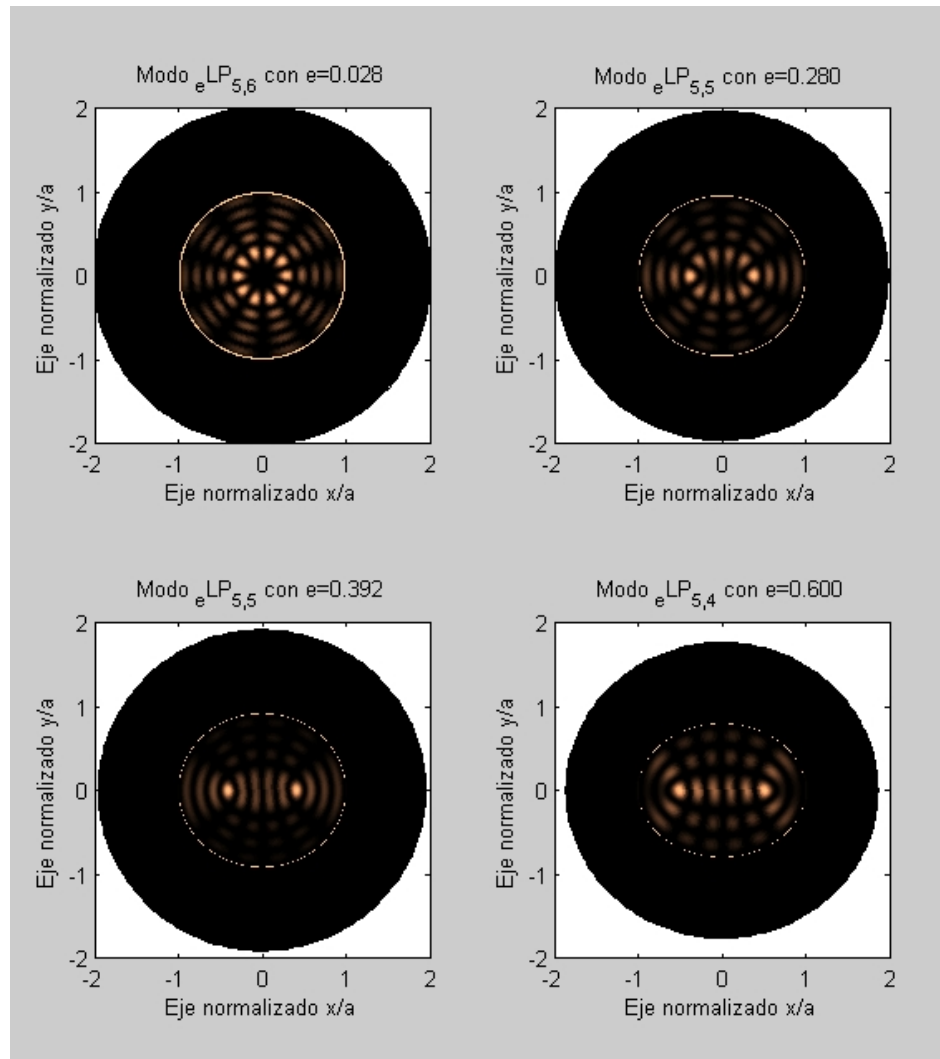 Modo eLP5,6 con e=0.028
Eje normalizado y/a
2
1
0
-1
-2
-2 -1 0 1 2
Eje normalizado x/a
Modo eLP5,5 con e=0.280
Eje normalizado y/a
2
1
0
-1
-2
-2 -1 0 1 2
Eje normalizado x/a
Modo eLP5,5 con e=0.392
Eje normalizado y/a
2
1
0
-1
-2
-2 -1 0 1 2
Eje normalizado x/a
Modo eLP5,4 con e=0.600
Eje normalizado y/a
2
1
0
-1
-2
-2 -1 0 1 2
Eje normalizado x/a